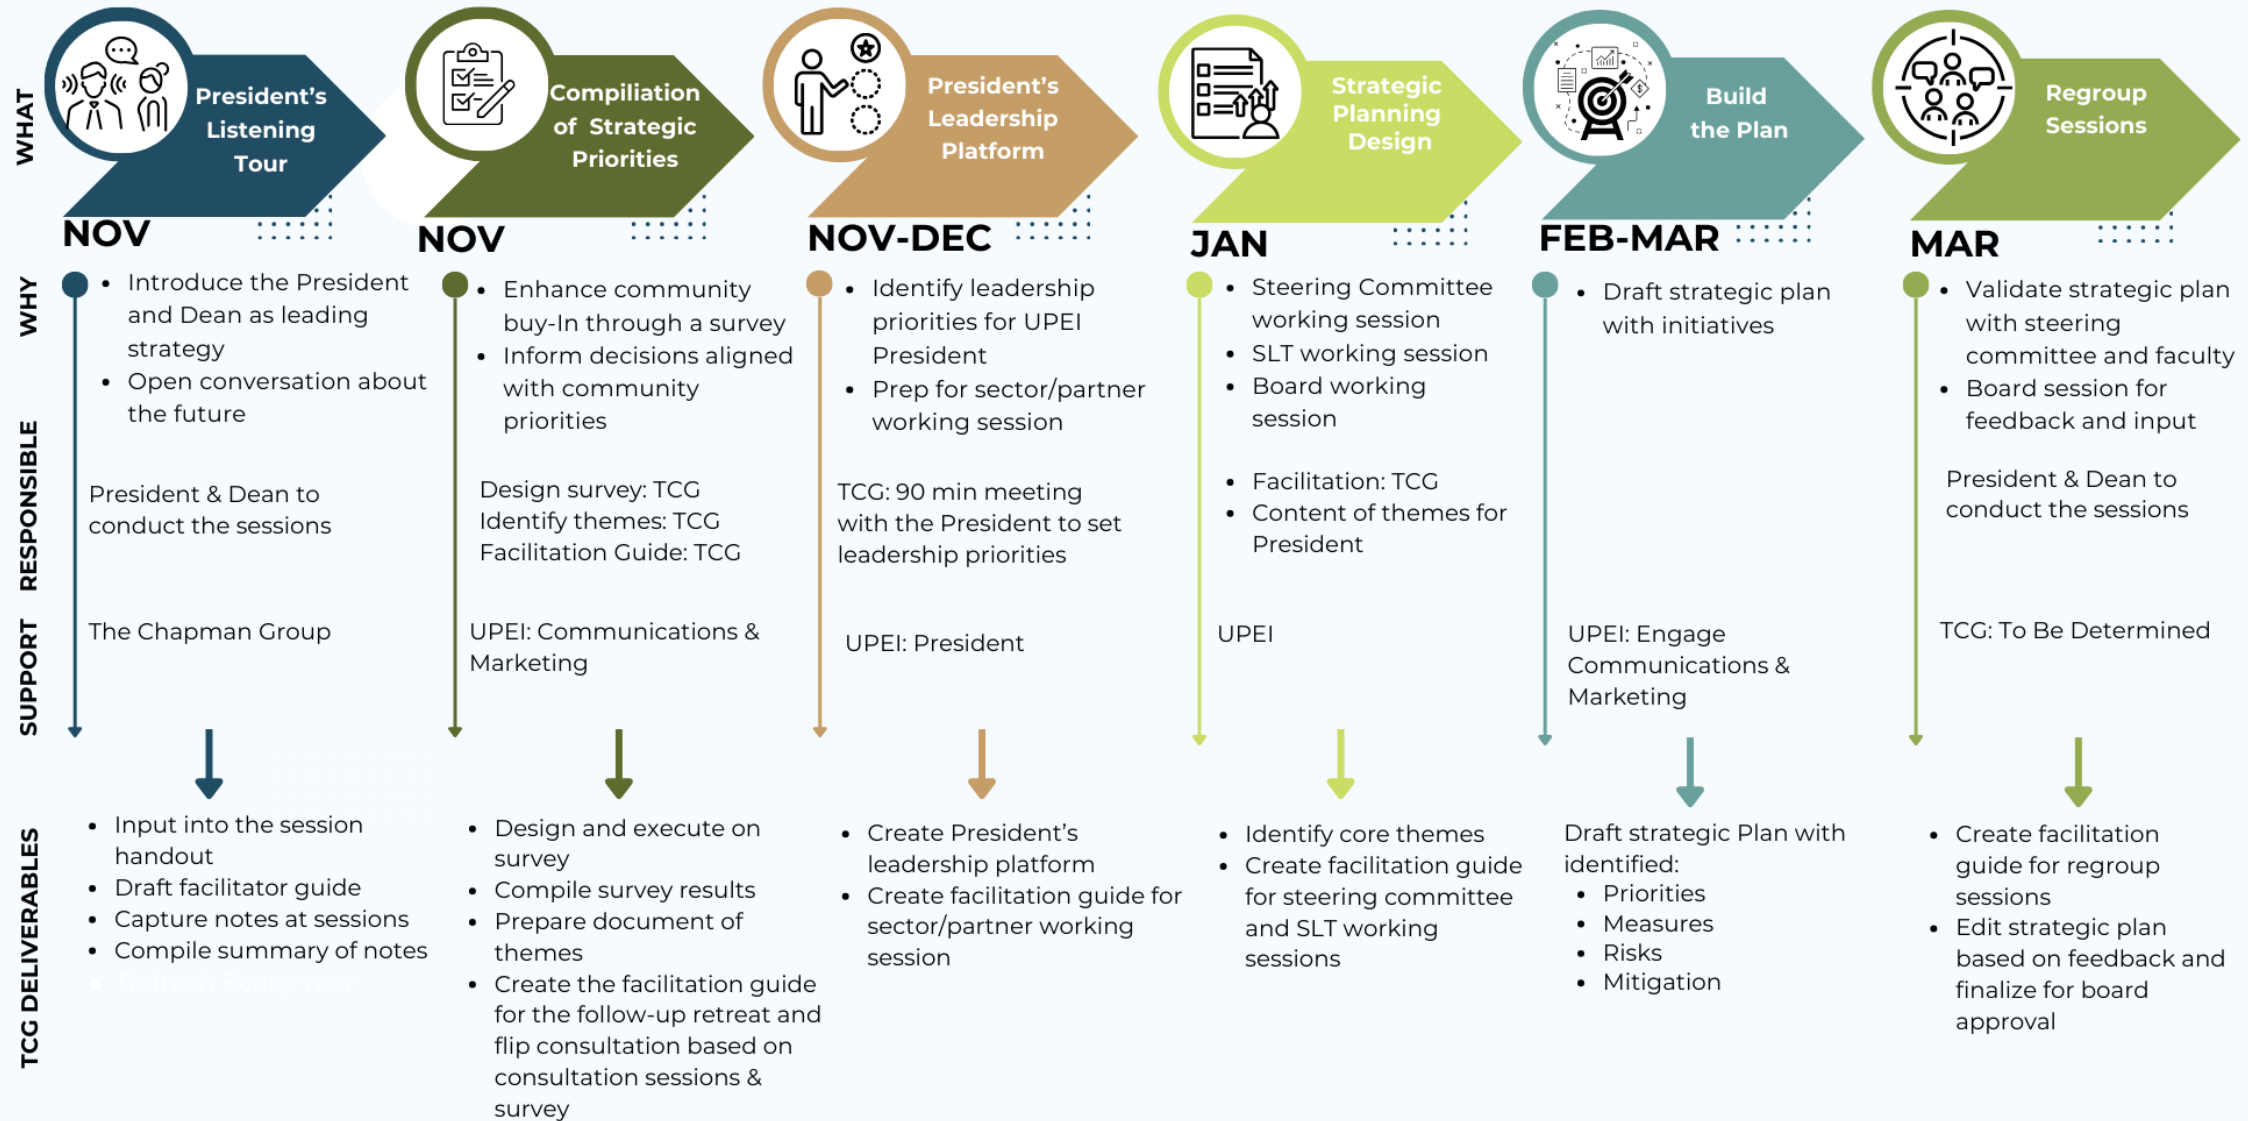 WHAT
President's
Listening
Tour
Compiliation
of Strategic
Priorities
President's
Leadership
Platform
Strategic
Planning
Design
Build
the Plan
Regroup
Sessions
NOV
NOV
NOV-DEC
JAN
FEB-MAR
MAR
WHY
• Introduce the President
and Dean as leading
strategy
• Open conversation about
the future
• Enhance community
buy-In through a survey
• Inform decisions aligned
with community
priorities
• Identify leadership
priorities for UPEI
President
• Prep for sector/partner
working session
• Steering Committee
working session
• SLT working session
• Board working
session
• Draft strategic plan
with initiatives
• Validate strategic plan
with steering
committee and faculty
• Board session for
feedback and input
RESPONSIBLE
President & Dean to
conduct the sessions
Design survey: TCG
Identify themes: TCG
Facilitation Guide: TCG
TCG: 90 min meeting
with the President to set
leadership priorities
• Facilitation: TCG
• Content of themes for
President
President & Dean to
conduct the sessions
SUPPORT
The Chapman Group
UPEI: Communications &
Marketing
UPEI: President
UPEI
UPEI: Engage
Communications &
Marketing
TCG: To Be Determined
TCG DELIVERABLES
• Input into the session
handout
• Draft facilitator guide
• Capture notes at sessions
• Compile summary of notes
• Refresh Every Year
• Design and execute on
survey
• Compile survey results
• Prepare document of
themes
• Create the facilitation guide
for the follow-up retreat and
flip consultation based on
consultation sessions &
survey
• Create President's
leadership platform
• Create facilitation guide for
sector/partner working
session
• Identify core themes
• Create facilitation guide
for steering committee
and SLT working
sessions
Draft strategic Plan with
identified:
• Priorities
• Measures
• Risks
• Mitigation
• Create facilitation
guide for regroup
sessions
• Edit strategic plan
based on feedback and
finalize for board
approval